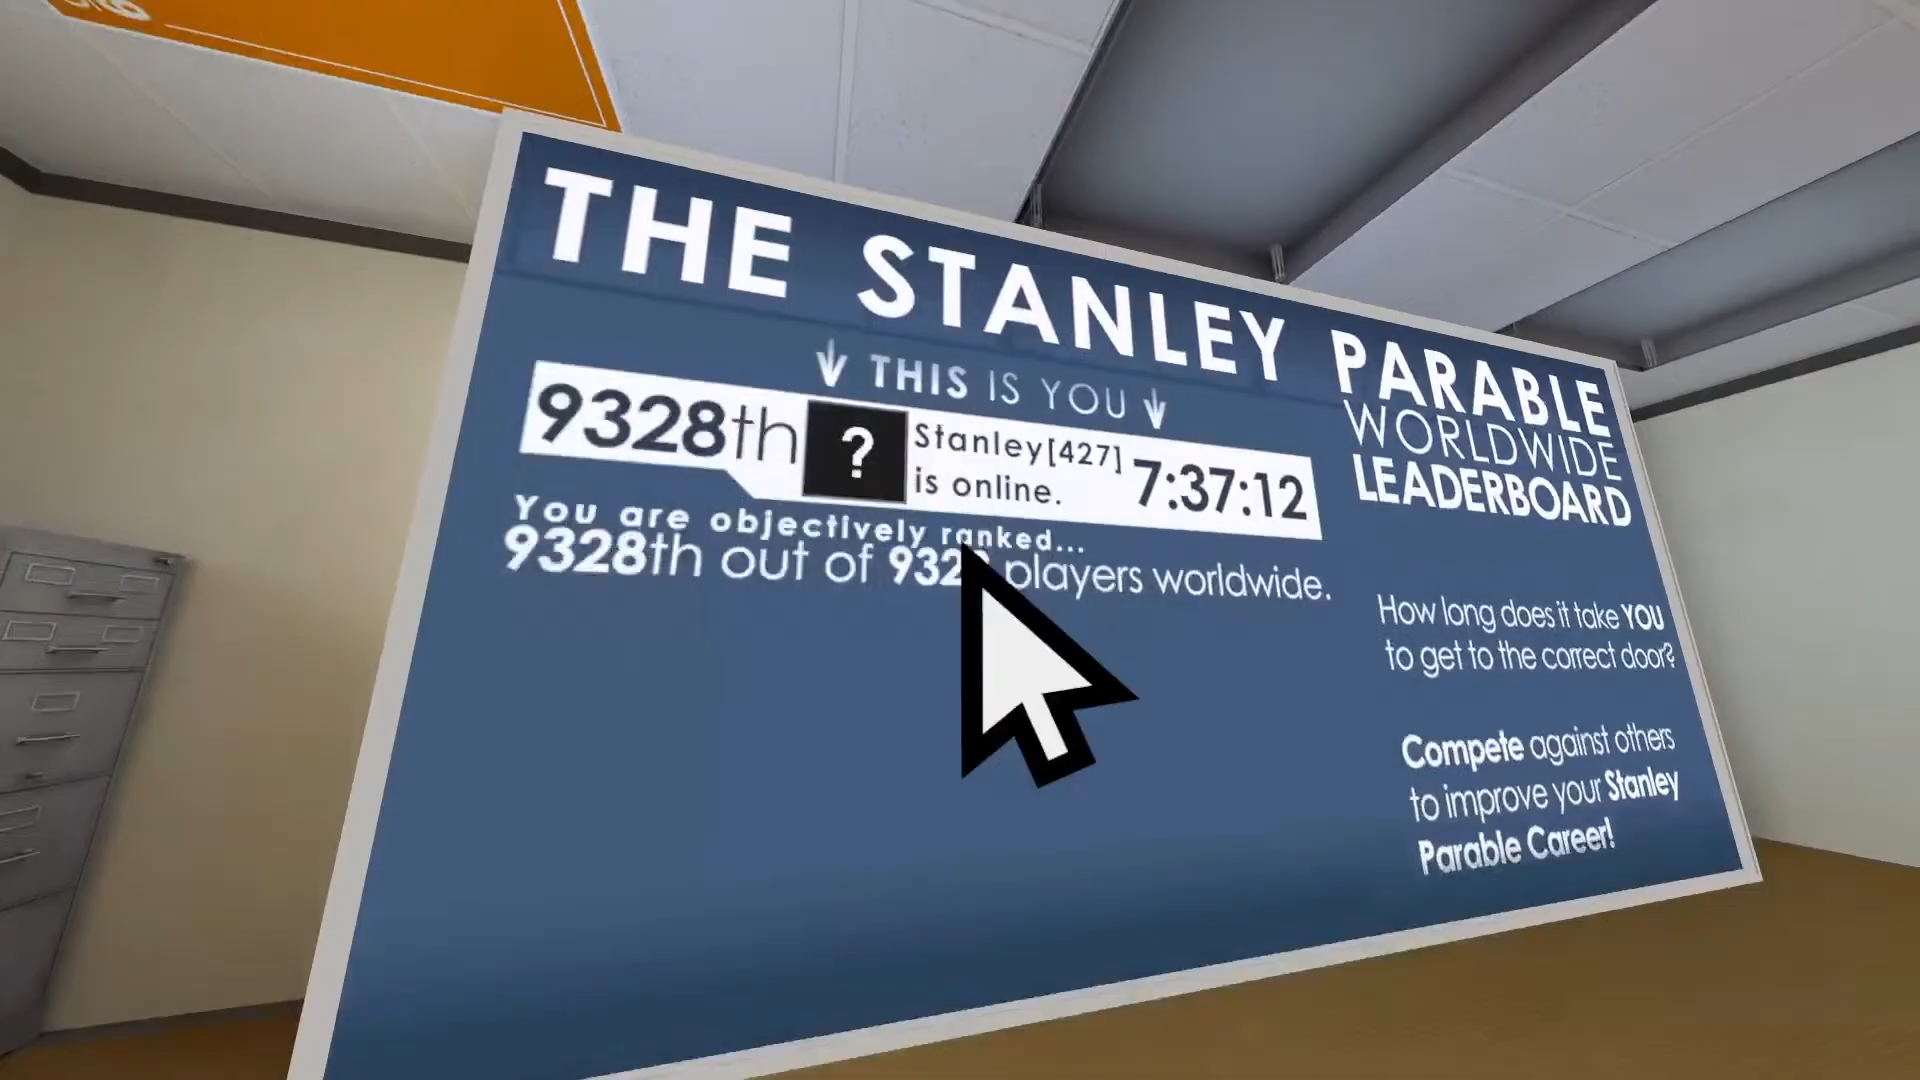 THE STANLEY PARABLE
WORLDWIDE
LEADERBOARD
THIS IS YOU
9328th
?
Stanley[427]
is online.
7:37:12
You are objectively ranked...
9328th out of players worldwide.
How long does it take YOU
to get to the correct door?
Compete against others
to improve your Stanley
Parable Career!